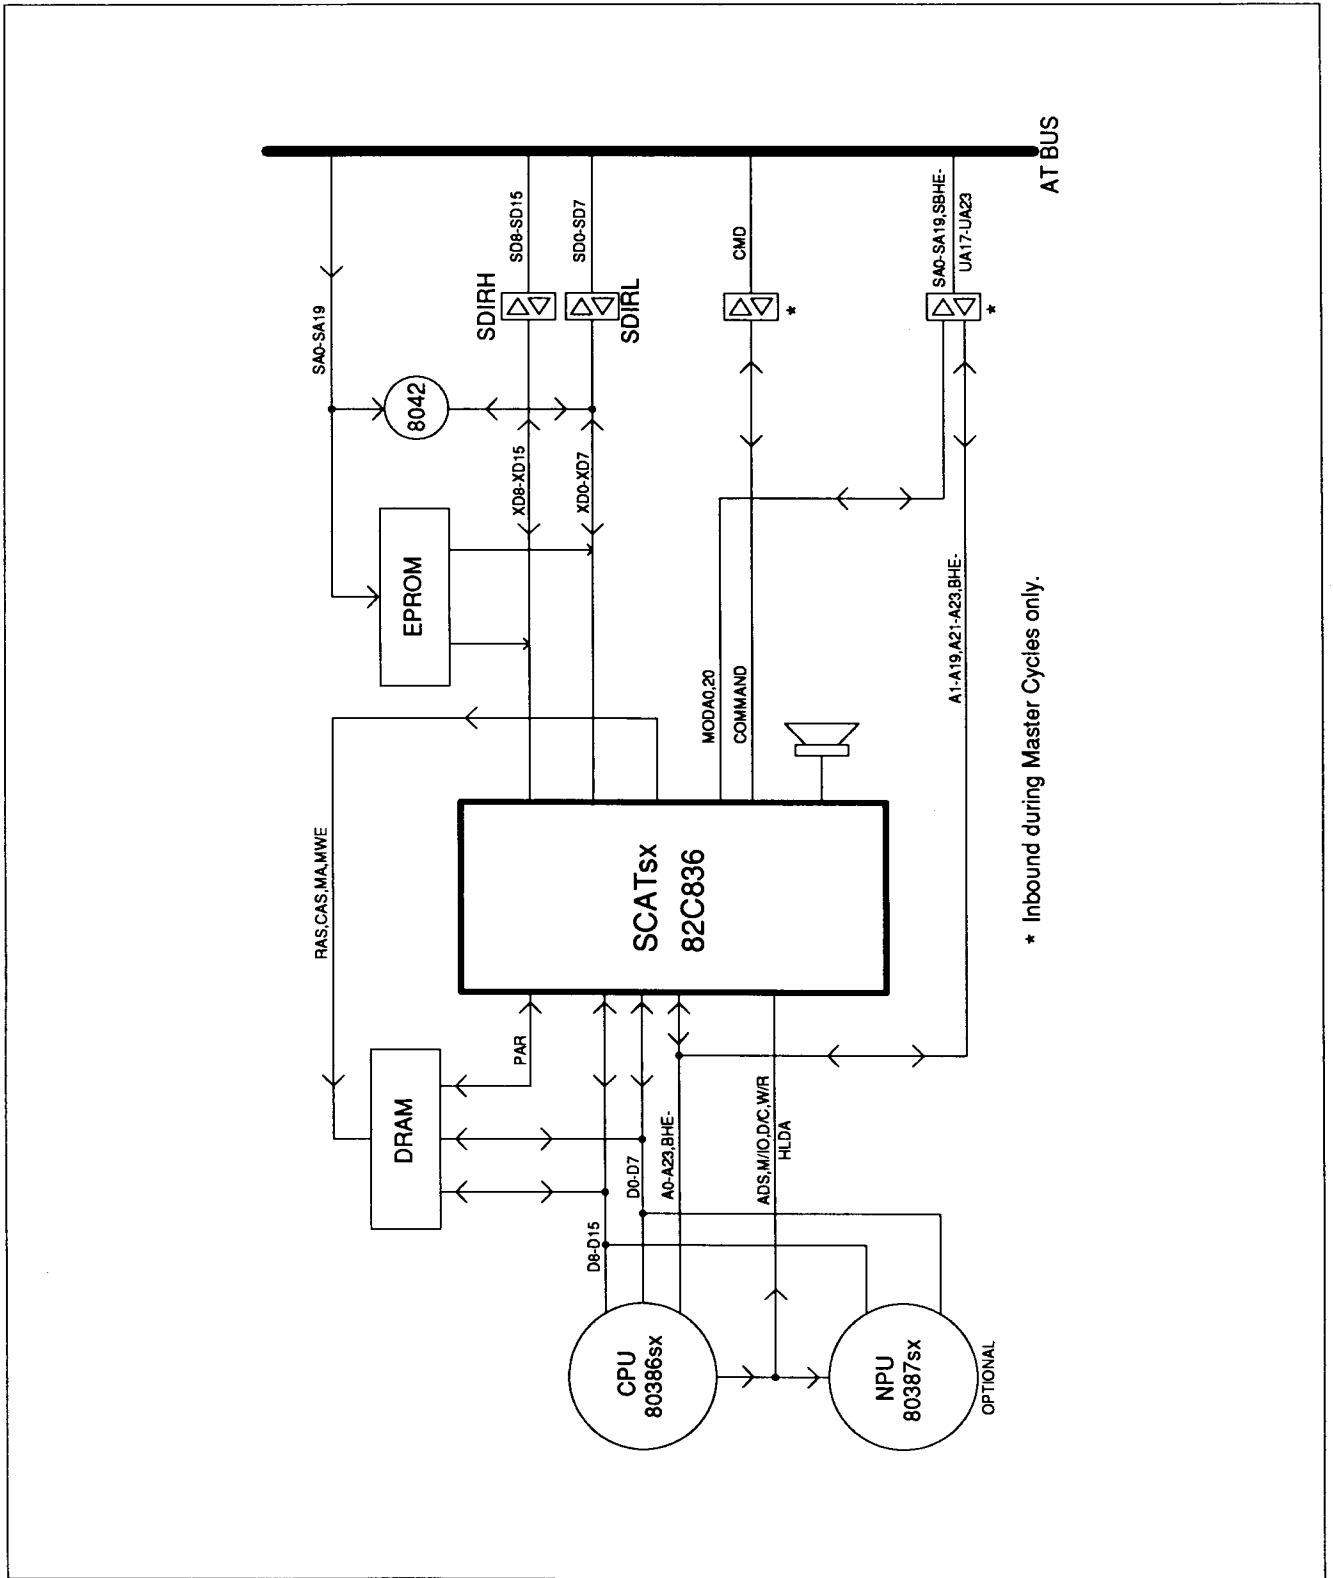 AT BUS
SA0-SA19
SD8-SD15
SD0-SD7
CMD
SA0-SA19,SBHE-
UA17-UA23
SDIRH
SDIRL
*
*
8042
XD8-XD15
XD0-XD7
EPROM
MODA0,20
COMMAND
A1-A19,A21-A23,BHE-
RAS,CAS,MA,MWE
SCATsx
82C836
* Inbound during Master Cycles only.
DRAM
PAR
D8-D15
D0-D7
A0-A23,BHE-
ADS,M/IO,D/C,W/R
HLDA
CPU
80386sx
NPU
80387sx
OPTIONAL